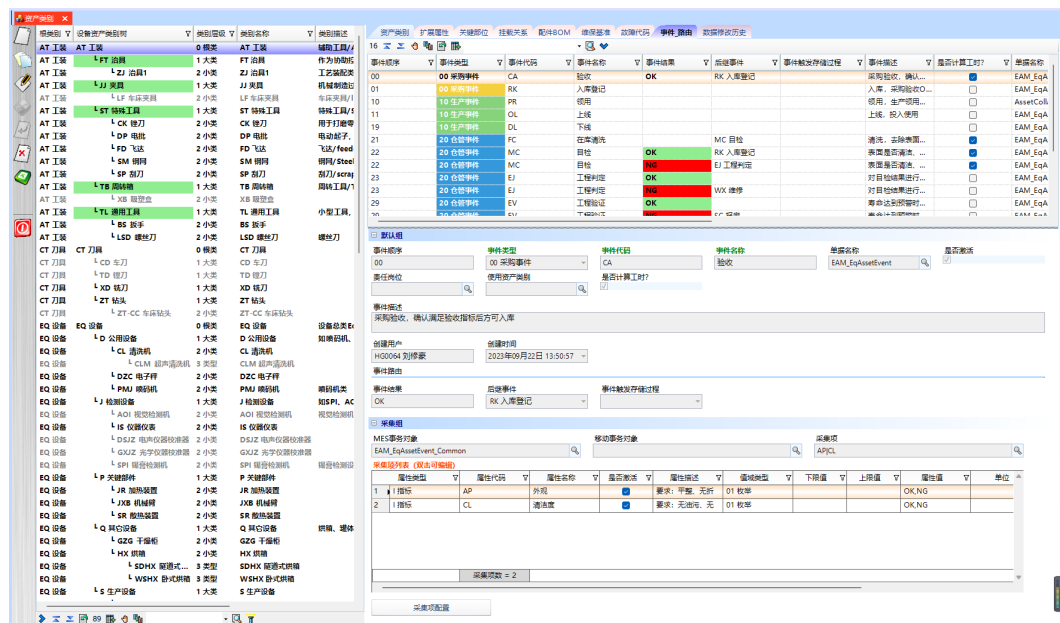 资产类别 ×
根类别 设备资产类别树 类别层级 类别名称 类别描述
AT 工装 AT 工装 0 根类 AT 工装 辅助工具/
AT 工装 FT 治具 1 大类 FT 治具 作为协助控
AT 工装 ZJ 治具1 2 小类 ZJ 治具1 工艺装配类
AT 工装 JJ 夹具 1 大类 JJ 夹具 机械制造过
AT 工装 LF 车床夹具 2 小类 LF 车床夹具 车床夹具/l
AT 工装 ST 特殊工具 1 大类 ST 特殊工具 特殊工具/S
AT 工装 CK 锉刀 2 小类 CK 锉刀 用于打磨零
AT 工装 DP 电批 2 小类 DP 电批 电动起子,
AT 工装 FD 飞达 2 小类 FD 飞达 飞达/feed
AT 工装 SM 钢网 2 小类 SM 钢网 钢网/Steel
AT 工装 SP 刮刀 2 小类 SP 刮刀 刮刀/scrap
AT 工装 TB 周转箱 1 大类 TB 周转箱 周转工具/T
AT 工装 XB 吸塑盒 2 小类 XB 吸塑盒
AT 工装 TL 通用工具 1 大类 TL 通用工具 小型工具,
AT 工装 BS 扳手 2 小类 BS 扳手
AT 工装 LSD 螺丝刀 2 小类 LSD 螺丝刀 螺丝刀
CT 刀具 CT 刀具 0 根类 CT 刀具
CT 刀具 CD 车刀 1 大类 CD 车刀
CT 刀具 TD 镗刀 1 大类 TD 镗刀
CT 刀具 XD 铣刀 1 大类 XD 铣刀
CT 刀具 ZT 钻头 1 大类 ZT 钻头
CT 刀具 ZT-CC 车床钻头 2 小类 ZT-CC 车床钻头
EQ 设备 EQ 设备 0 根类 EQ 设备 设备总类E
EQ 设备 D 公用设备 1 大类 D 公用设备 如喷码机、
EQ 设备 CL 清洗机 2 小类 CL 清洗机
EQ 设备 CLM 超声清洗机 3 类型 CLM 超声清洗机
EQ 设备 DZC 电子秤 2 小类 DZC 电子秤
EQ 设备 PMJ 喷码机 2 小类 PMJ 喷码机 喷码机类
EQ 设备 J 检测设备 1 大类 J 检测设备 如SPI、AC
EQ 设备 AOI 视觉检测机 2 小类 AOI 视觉检测机 视觉检测机
EQ 设备 IS 仪器仪表 2 小类 IS 仪器仪表
EQ 设备 DSJZ 电声仪器校准器 2 小类 DSJZ 电声仪器校准器
EQ 设备 GXJZ 光学仪器校准器 2 小类 GXJZ 光学仪器校准器
EQ 设备 SPI 锡膏检测机 2 小类 SPI 锡膏检测机 锡膏检测设
EQ 设备 P 关键部件 1 大类 P 关键部件
EQ 设备 JR 加热装置 2 小类 JR 加热装置
EQ 设备 JXB 机械臂 2 小类 JXB 机械臂
EQ 设备 SR 散热装置 2 小类 SR 散热装置
EQ 设备 Q 其它设备 1 大类 Q 其它设备
EQ 设备 GZG 干燥柜 2 小类 GZG 干燥柜
EQ 设备 HX 烘箱 2 小类 HX 烘箱
EQ 设备 SDHX 隧道式... 3 类型 SDHX 隧道式烘箱
EQ 设备 WSHX 卧式烘箱 3 类型 WSHX 卧式烘箱
EQ 设备 S 生产设备 1 大类 S 生产设备
89
资产类别 扩展属性 关键部位 挂载关系 配件BOM 维保基准 故障代码 事件_路由 数据修改历史
16
事件顺序 事件类型 事件代码 事件名称 事件结果 后继事件 事件触发存储过程 事件描述 是否计算工时? 单据名称
00 00 采购事件 CA 验收 OK RK 入库登记 采购验收，确认... EAM_EqA
01 00 采购事件 RK 入库登记 入库，采购验收O... EAM_EqA
10 10 生产事件 PR 领用 领用，生产领用... AssetColl
11 10 生产事件 OL 上线 上线，投入使用 EAM_EqA
19 10 生产事件 DL 下线 EAM_EqA
21 20 仓管事件 FC 在库清洗 MC 目检 清洗，去除表面... EAM_EqA
22 20 仓管事件 MC 目检 OK RK 入库登记 表面是否清洁，... EAM_EqA
22 20 仓管事件 MC 目检 NG EJ 工程判定 表面是否清洁，... EAM_EqA
23 20 仓管事件 EJ 工程判定 OK 对目检结果进行... EAM_EqA
23 20 仓管事件 EJ 工程判定 NG WX 维修 对目检结果进行... EAM_EqA
29 20 仓管事件 EV 工程验证 OK 寿命达到预警时... EAM_EqA
默认组
事件顺序 事件类型 事件代码 事件名称 单据名称 是否激活
00 00 采购事件 CA 验收 EAM_EqAssetEvent
责任岗位 使用资产类别 是否计算工时?
事件描述
采购验收，确认满足验收指标后方可入库
创建用户 创建时间
HG0064 刘修豪 2023年09月22日 13:50:57
事件路由
事件结果 后继事件 事件触发存储过程
OK RK 入库登记
采集组
MES事务对象 移动事务对象 采集项
EAM_EqAssetEvent_Common AP|CL
采集项列表（双击可编辑）
属性类型 属性代码 属性名称 是否激活 属性描述 值域类型 下限值 上限值 属性值 单位
1 I 指标 AP 外观 要求：平整、无折 01 枚举 OK,NG
2 I 指标 CL 清洁度 要求：无油污、无 01 枚举 OK,NG
采集项数 = 2
采集项配置